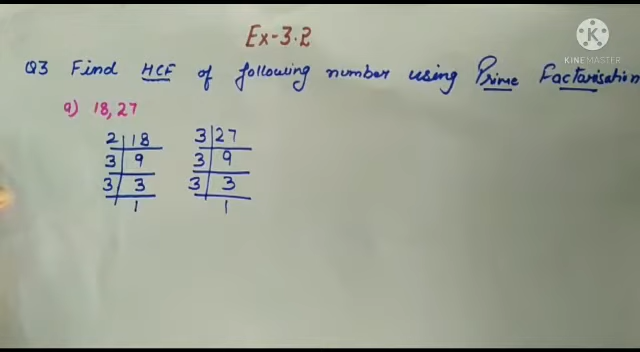 Ex-3.2
Q3 Find HCF of following number using Prime Factarisation
a) 18, 27
2 | 18
3 | 9
3 | 3
1
3 | 27
3 | 9
3 | 3
1
K
KINEMASTER